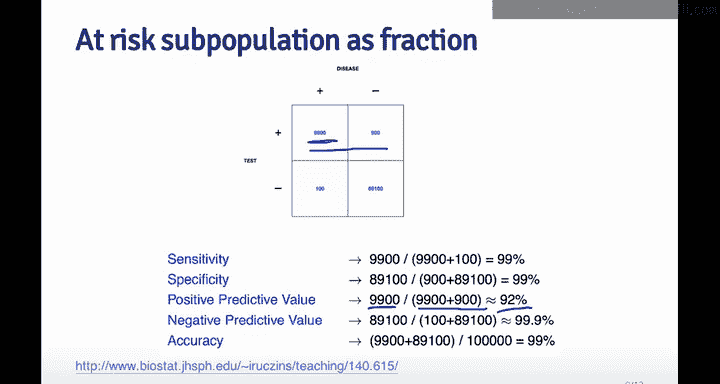 At risk subpopulation as fraction
DISEASE
+ −
+ 9900 900
TEST
− 100 89100
Sensitivity → 9900 / (9900+100) = 99%
Specificity → 89100 / (900+89100) = 99%
Positive Predictive Value → 9900 / (9900+900) ≈ 92%
Negative Predictive Value → 89100 / (100+89100) ≈ 99.9%
Accuracy → (9900+89100) / 100000 = 99%
http://www.biostat.jhsph.edu/~iruczins/teaching/140.615/